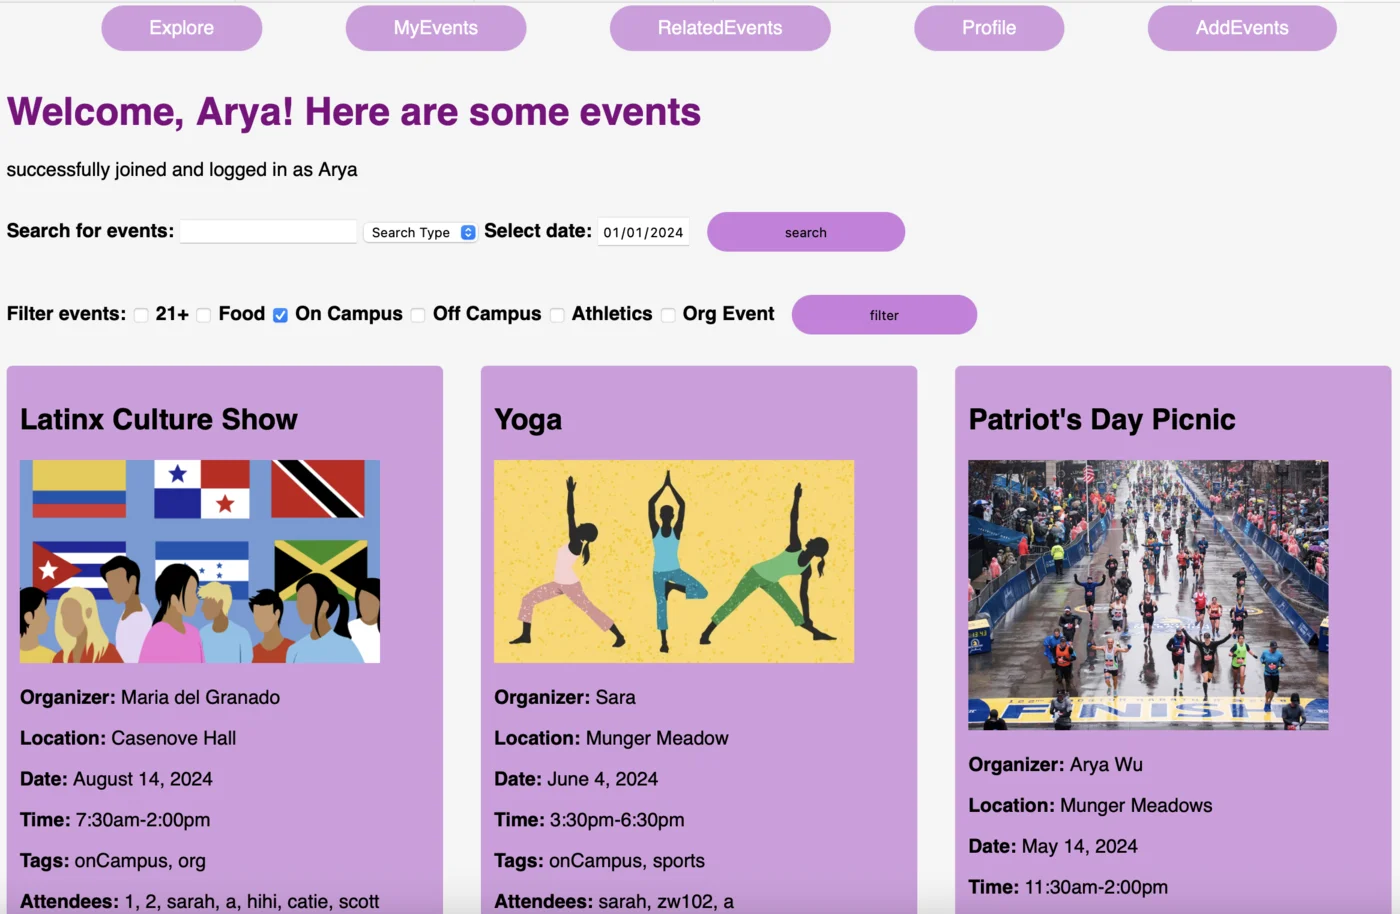 Explore MyEvents RelatedEvents Profile AddEvents
Welcome, Arya! Here are some events
successfully joined and logged in as Arya
Search for events: Search Type Select date: 01/01/2024 search
Filter events: 21+ Food On Campus Off Campus Athletics Org Event filter
Latinx Culture Show
Organizer: Maria del Granado
Location: Casenove Hall
Date: August 14, 2024
Time: 7:30am-2:00pm
Tags: onCampus, org
Attendees: 1, 2, sarah, a, hihi, catie, scott
Yoga
Organizer: Sara
Location: Munger Meadow
Date: June 4, 2024
Time: 3:30pm-6:30pm
Tags: onCampus, sports
Attendees: sarah, zw102, a
Patriot's Day Picnic
FINISH
Organizer: Arya Wu
Location: Munger Meadows
Date: May 14, 2024
Time: 11:30am-2:00pm